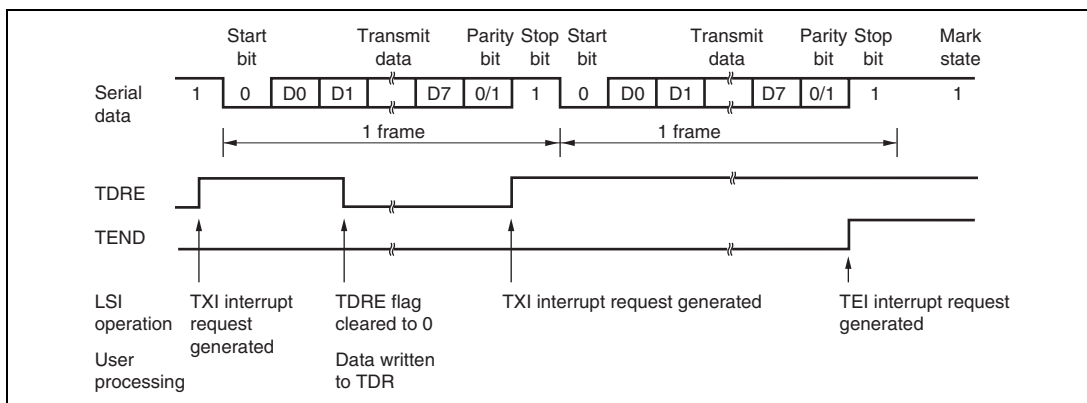 Start bit
Transmit data
Parity bit
Stop bit
Start bit
Transmit data
Parity bit
Stop bit
Mark state
Serial data
1 0 D0 D1 D7 0/1 1 0 D0 D1 D7 0/1 1 1
1 frame 1 frame
TDRE
TEND
LSI operation
TXI interrupt request generated
TDRE flag cleared to 0
TXI interrupt request generated
TEI interrupt request generated
User processing
Data written to TDR